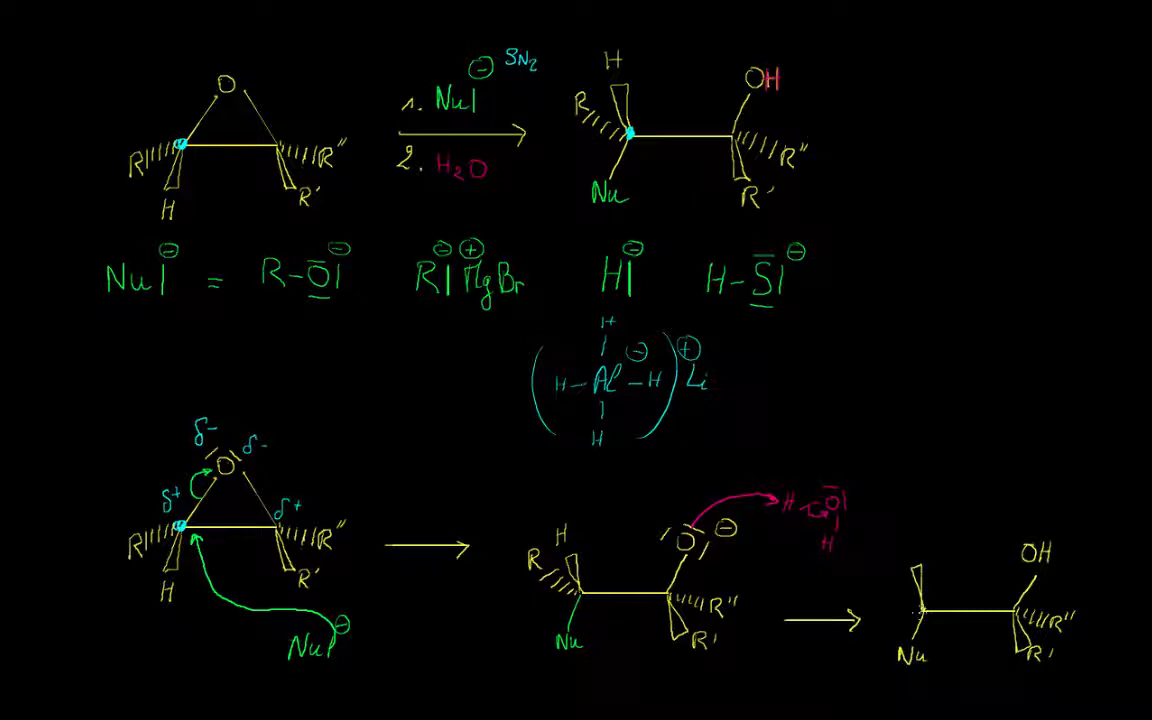 O
1. Nu| ⊖ SN2
2. H2O
R H R' R''
H R Nu OH R'' R'
Nu|⊖ = R-O̅|⊖ R|⊖ ⊕MgBr H|⊖ H-S̅|⊖
H
( H-Al⊖-H )⊕ Li
H
δ- δ-
O
δ+ δ+
R H R' R''
Nu|⊖
H R Nu O ⊖ R'' R'
H O̅|
H
OH
Nu R'' R'